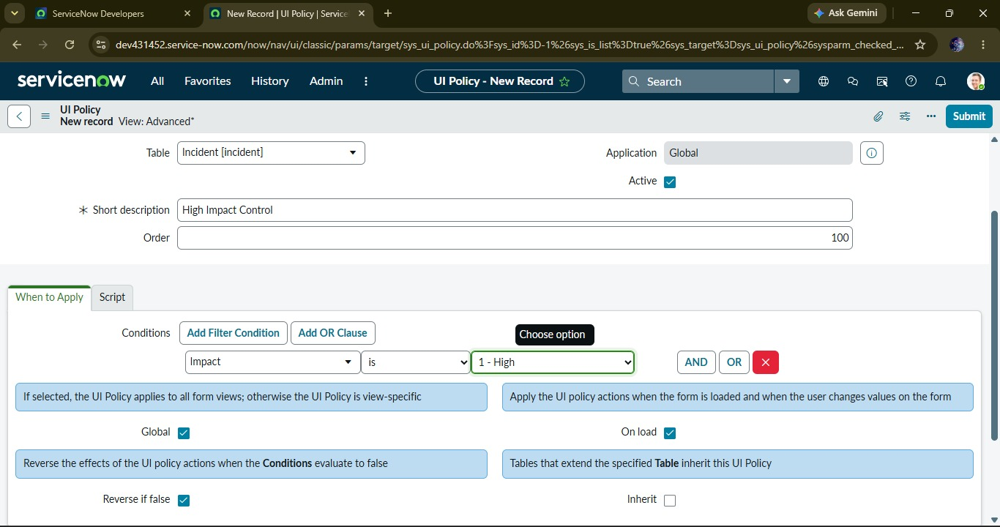 ServiceNow Developers
New Record | UI Policy | Service
Ask Gemini
dev431452.service-now.com/now/nav/ui/classic/params/target/sys_ui_policy.do%3Fsys_id%3D-1%26sys_is_list%3Dtrue%26sys_target%3Dsys_ui_policy%26sysparm_checked_...
servicenow All Favorites History Admin UI Policy - New Record Search
UI Policy
New record View: Advanced*
Submit
Table Incident [incident] Application Global
Active
Short description High Impact Control
Order 100
When to Apply Script
Conditions Add Filter Condition Add OR Clause Choose option
Impact is 1 - High AND OR
If selected, the UI Policy applies to all form views; otherwise the UI Policy is view-specific
Apply the UI policy actions when the form is loaded and when the user changes values on the form
Global On load
Reverse the effects of the UI policy actions when the Conditions evaluate to false
Tables that extend the specified Table inherit this UI Policy
Reverse if false Inherit